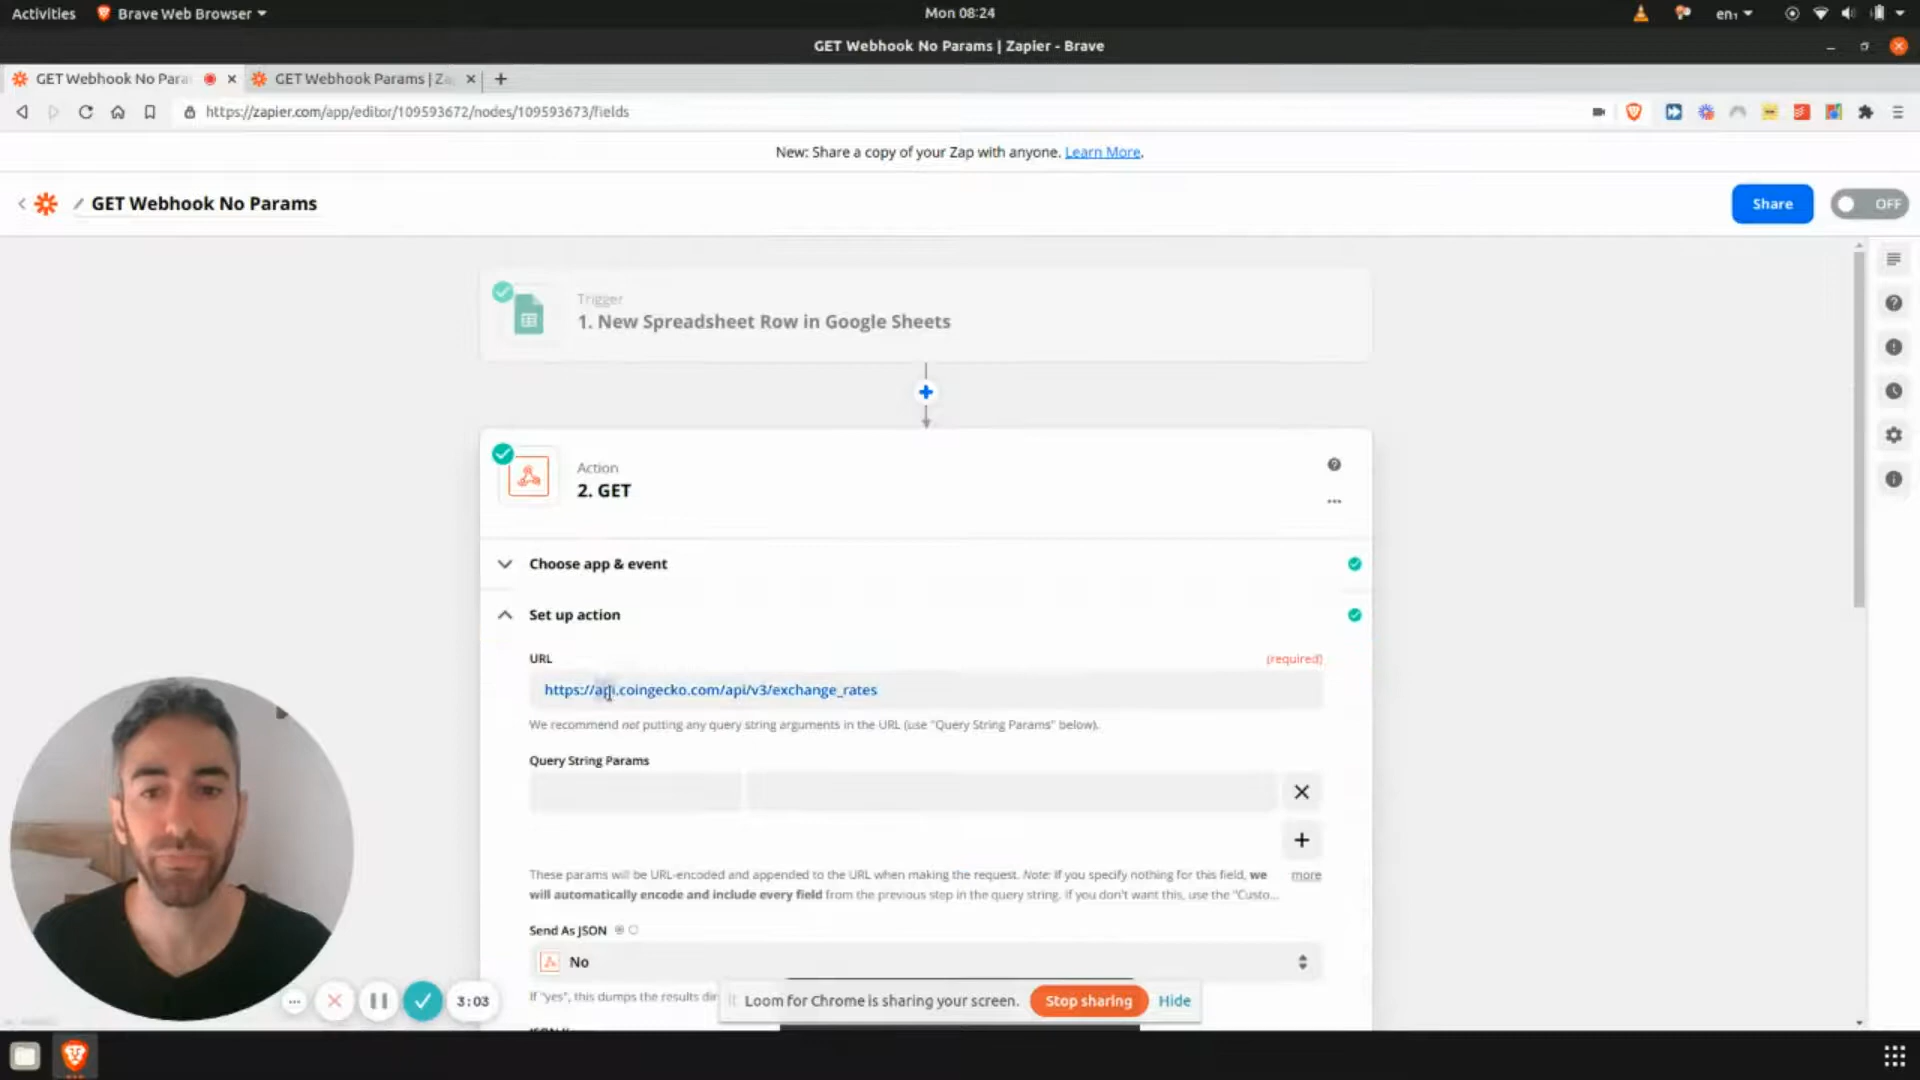 Activities
Brave Web Browser
Mon 08:24
en₁
GET Webhook No Params | Zapier - Brave
GET Webhook No Para
GET Webhook Params | Za
https://zapier.com/app/editor/109593672/nodes/109593673/fields
New: Share a copy of your Zap with anyone. Learn More.
GET Webhook No Params
Share
OFF
Trigger
1. New Spreadsheet Row in Google Sheets
Action
2. GET
Choose app & event
Set up action
URL
(required)
https://api.coingecko.com/api/v3/exchange_rates
We recommend not putting any query string arguments in the URL (use "Query String Params" below).
Query String Params
These params will be URL-encoded and appended to the URL when making the request. Note: If you specify nothing for this field, we
more
will automatically encode and include every field from the previous step in the query string. If you don't want this, use the "Custo...
Send As JSON
No
If "yes", this dumps the results
3:03
Loom for Chrome is sharing your screen.
Stop sharing
Hide